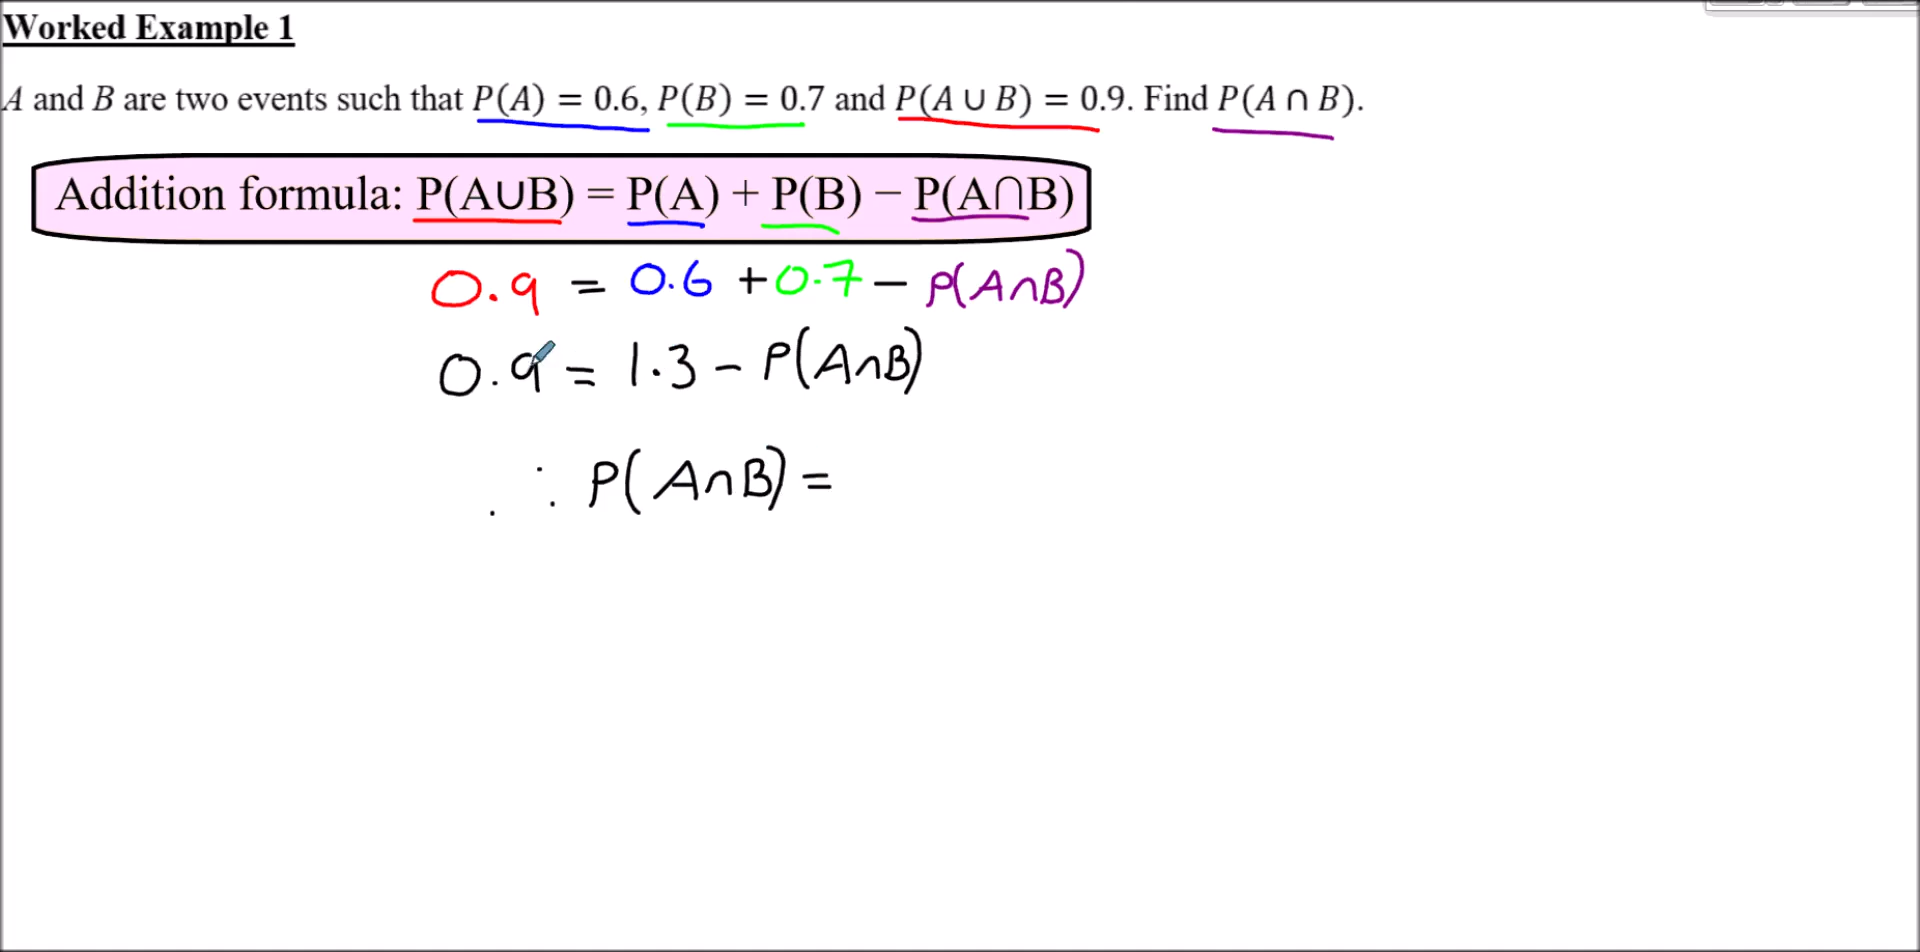 Worked Example 1
A and B are two events such that P(A) = 0.6, P(B) = 0.7 and P(A ∪ B) = 0.9. Find P(A ∩ B).
Addition formula: P(A∪B) = P(A) + P(B) − P(A∩B)
0.9 = 0.6 + 0.7 − P(A∩B)
0.9 = 1.3 − P(A∩B)
∴ P(A∩B) =